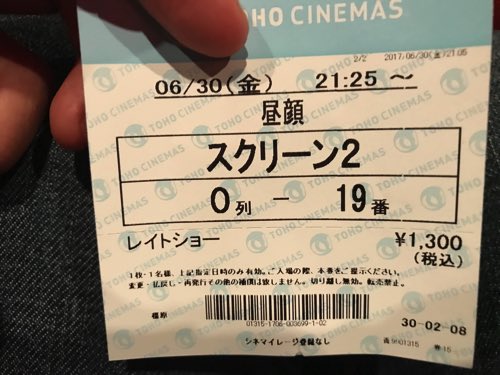 TOHO CINEMAS
2/2 2017/06/30(金)21:05
06/30(金) 21:25 ～
昼顔
スクリーン2
O列 － 19番
レイトショー ¥1,300
(税込)
1枚・1名様、上記指定日時のみ有効。ご入場の際、本券をご提示ください。
変更・払戻し・再発行その他の補償は致しません。切り離し無効。転売禁止。
橿原
01315-1706-003699-1-02
30-02-08
シネマイレージ登録なし